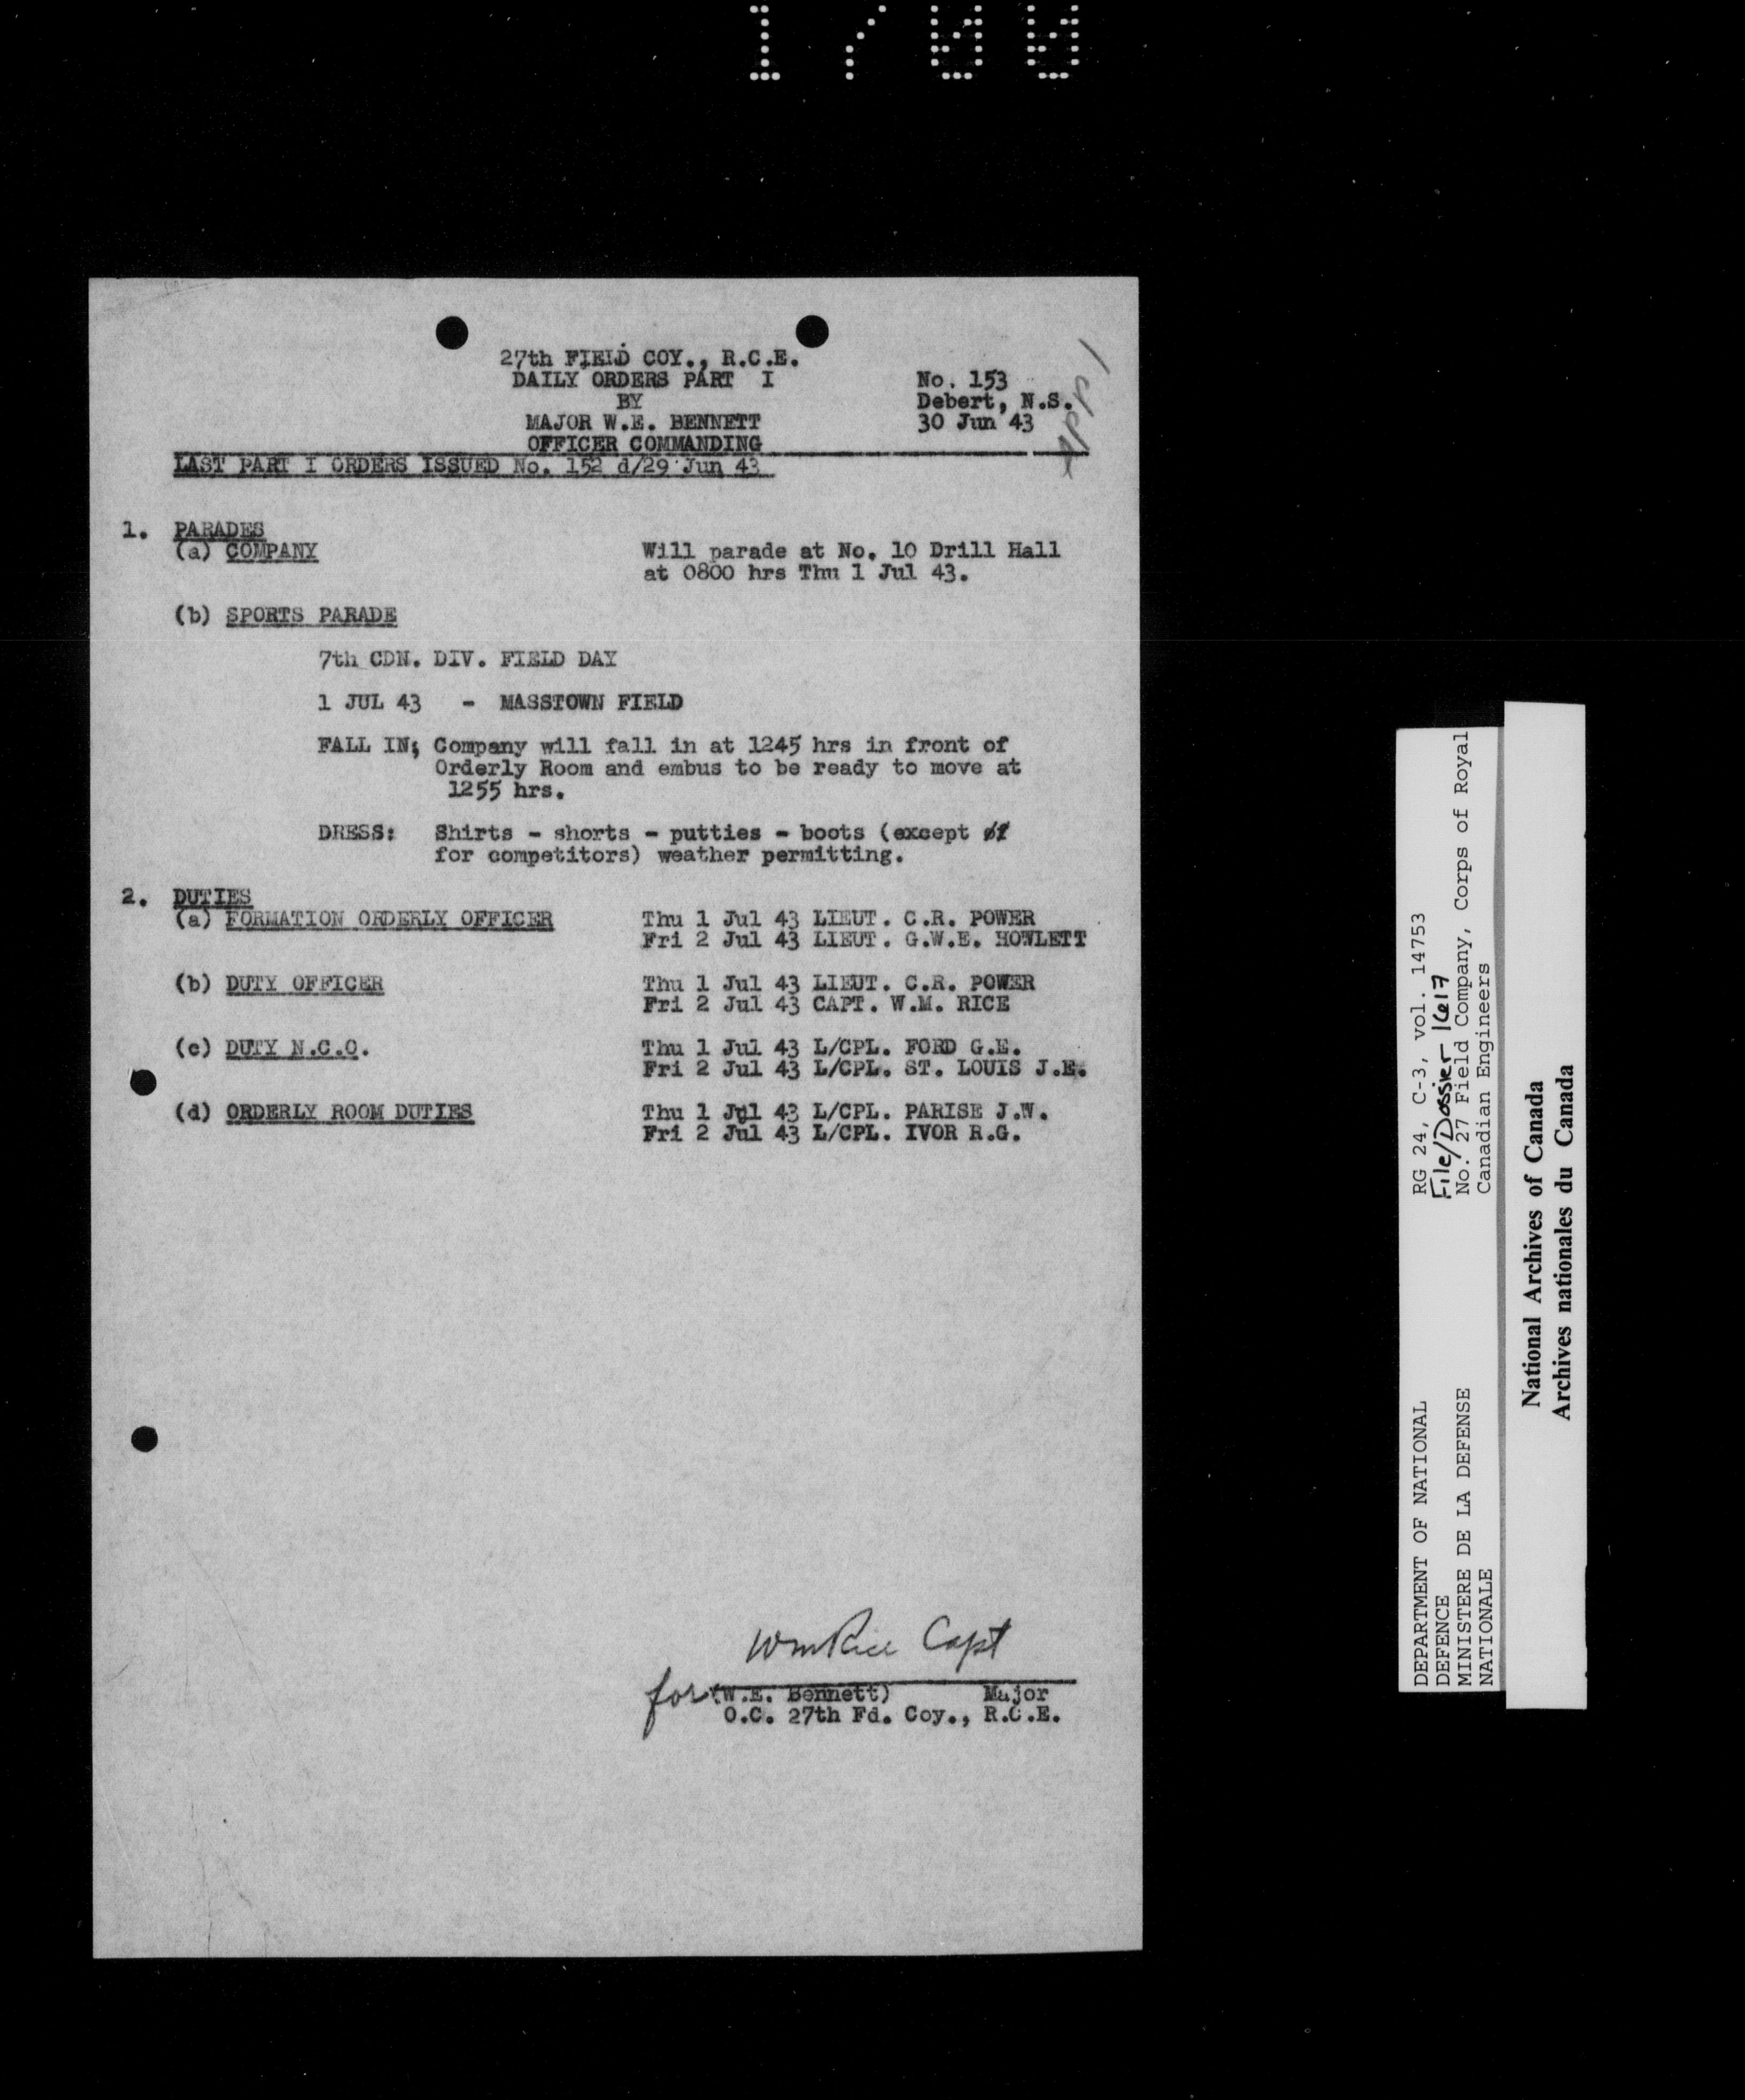 1700
27th FIELD COY., R.C.E.
DAILY ORDERS PART I
BY
MAJOR W.E. BENNETT
OFFICER COMMANDING
No. 153
Debert, N.S.
30 Jun 43
App 1
LAST PART I ORDERS ISSUED No. 152 d/29 Jun 43
1. PARADES
(a) COMPANY Will parade at No. 10 Drill Hall
at 0800 hrs Thu 1 Jul 43.
(b) SPORTS PARADE
7th CDN. DIV. FIELD DAY
1 JUL 43 - MASSTOWN FIELD
FALL IN; Company will fall in at 1245 hrs in front of
Orderly Room and embus to be ready to move at
1255 hrs.
DRESS: Shirts - shorts - putties - boots (except
for competitors) weather permitting.
2. DUTIES
(a) FORMATION ORDERLY OFFICER Thu 1 Jul 43 LIEUT. C.R. POWER
Fri 2 Jul 43 LIEUT. G.W.E. HOWLETT
(b) DUTY OFFICER Thu 1 Jul 43 LIEUT. C.R. POWER
Fri 2 Jul 43 CAPT. W.M. RICE
(c) DUTY N.C.O. Thu 1 Jul 43 L/CPL. FORD G.E.
Fri 2 Jul 43 L/CPL. ST. LOUIS J.E.
(d) ORDERLY ROOM DUTIES Thu 1 Jul 43 L/CPL. PARISE J.W.
Fri 2 Jul 43 L/CPL. IVOR R.G.
WmRice Capt
for (W.E. Bennett) Major
O.C. 27th Fd. Coy., R.C.E.
DEPARTMENT OF NATIONAL
DEFENCE
MINISTERE DE LA DEFENSE
NATIONALE
RG 24, C-3, vol. 14753
File/Dossier - 1617
No. 27 Field Company, Corps of Royal
Canadian Engineers
National Archives of Canada
Archives nationales du Canada